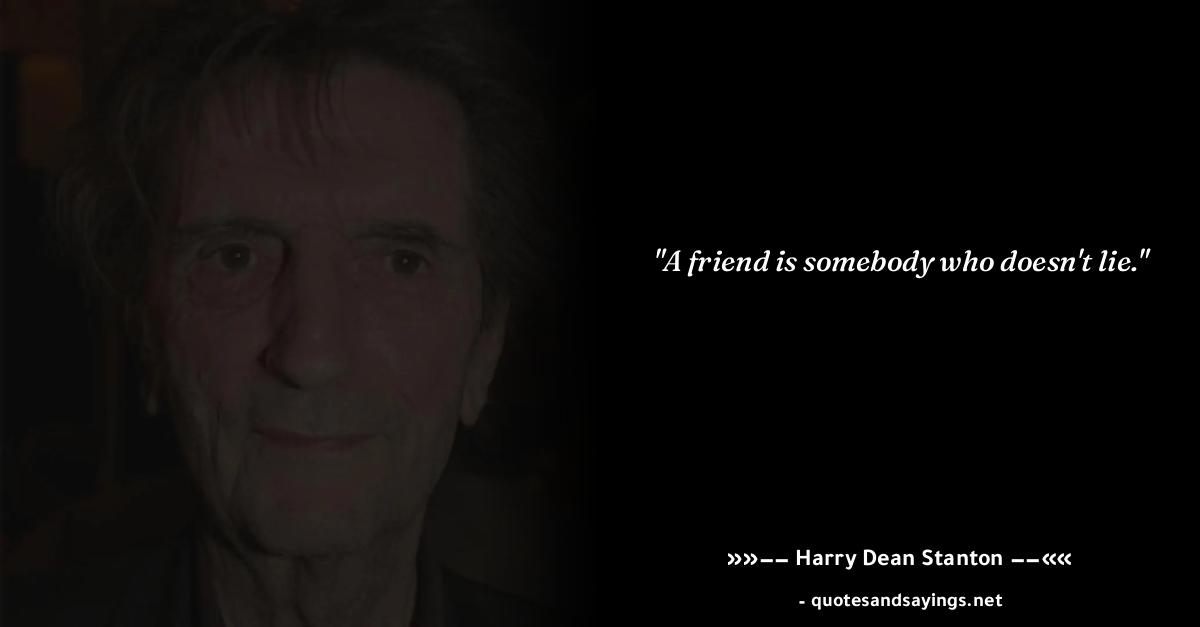 "A friend is somebody who doesn't lie."
»»–– Harry Dean Stanton ––««
- quotesandsayings.net